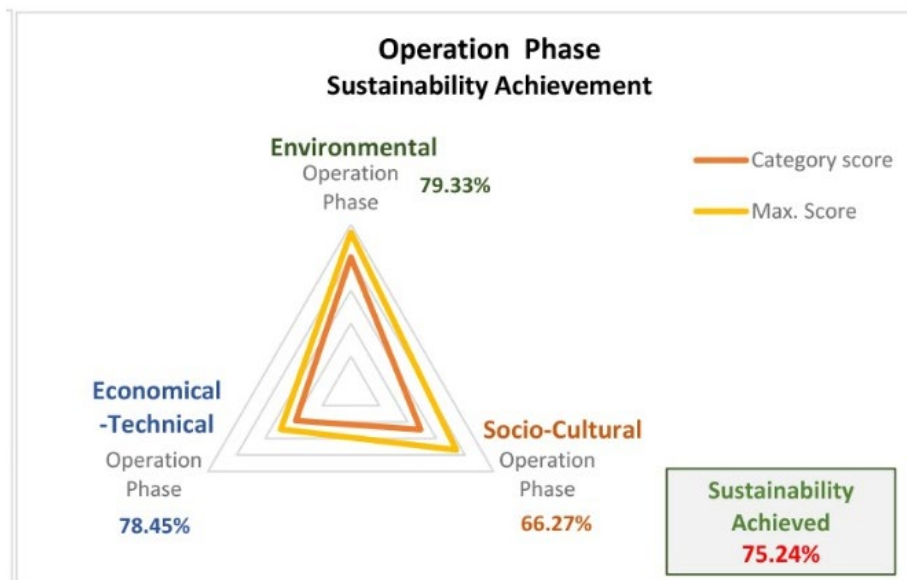 Operation Phase
Sustainability Achievement
Environmental
Operation
Phase
79.33%
Category score
Max. Score
Economical
-Technical
Operation
Phase
78.45%
Socio-Cultural
Operation
Phase
66.27%
Sustainability
Achieved
75.24%